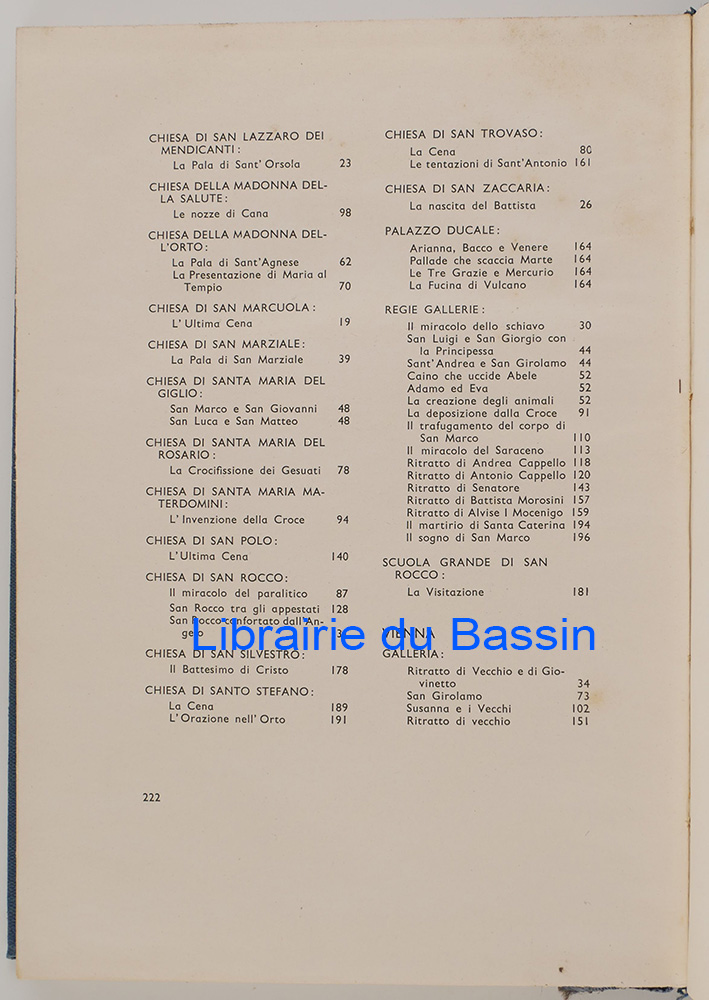 CHIESA DI SAN LAZZARO DEI
MENDICANTI:
La Pala di Sant'Orsola 23
CHIESA DELLA MADONNA DEL-
LA SALUTE:
Le nozze di Cana 98
CHIESA DELLA MADONNA DEL-
L'ORTO:
La Pala di Sant'Agnese 62
La Presentazione di Maria al
Tempio 70
CHIESA DI SAN MARCUOLA:
L'Ultima Cena 19
CHIESA DI SAN MARZIALE:
La Pala di San Marziale 39
CHIESA DI SANTA MARIA DEL
GIGLIO:
San Marco e San Giovanni 48
San Luca e San Matteo 48
CHIESA DI SANTA MARIA DEL
ROSARIO:
La Crocifissione dei Gesuati 78
CHIESA DI SANTA MARIA MA-
TERDOMINI:
L'Invenzione della Croce 94
CHIESA DI SAN POLO:
L'Ultima Cena 140
CHIESA DI SAN ROCCO:
Il miracolo del paralitico 87
San Rocco tra gli appestati 128
San Rocco confortato dall'An-
gelo
CHIESA DI SAN SILVESTRO:
Il Battesimo di Cristo 178
CHIESA DI SANTO STEFANO:
La Cena 189
L'Orazione nell'Orto 191
222
CHIESA DI SAN TROVASO:
La Cena 80
Le tentazioni di Sant'Antonio 161
CHIESA DI SAN ZACCARIA:
La nascita del Battista 26
PALAZZO DUCALE:
Arianna, Bacco e Venere 164
Pallade che scaccia Marte 164
Le Tre Grazie e Mercurio 164
La Fucina di Vulcano 164
REGIE GALLERIE:
Il miracolo dello schiavo 30
San Luigi e San Giorgio con
la Principessa 44
Sant'Andrea e San Girolamo 44
Caino che uccide Abele 52
Adamo ed Eva 52
La creazione degli animali 52
La deposizione dalla Croce 91
Il trafugamento del corpo di
San Marco 110
Il miracolo del Saraceno 113
Ritratto di Andrea Cappello 118
Ritratto di Antonio Cappello 120
Ritratto di Senatore 143
Ritratto di Battista Morosini 157
Ritratto di Alvise I Mocenigo 159
Il martirio di Santa Caterina 194
Il sogno di San Marco 196
SCUOLA GRANDE DI SAN
ROCCO:
La Visitazione 181
VIENNA
GALLERIA:
Ritratto di Vecchio e di Gio-
vinetto 34
San Girolamo 73
Susanna e i Vecchi 102
Ritratto di vecchio 151
Librairie du Bassin